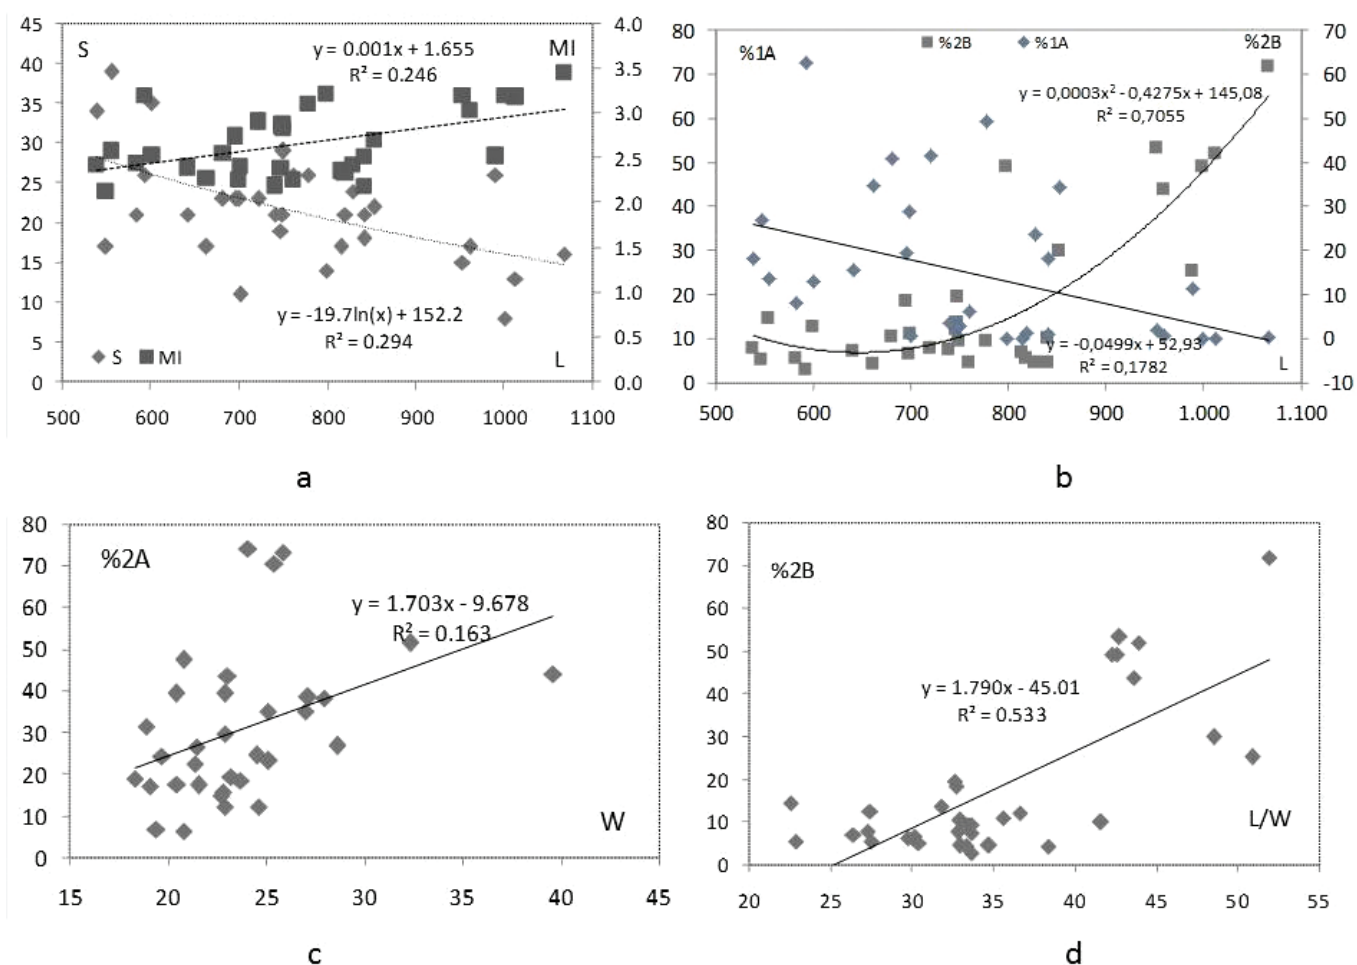 45 4.0
S y = 0.001x + 1.655 MI
R² = 0.246
40 3.5
35 3.0
30 2.5
25
20 2.0
15 1.5
10 1.0
y = -19.7ln(x) + 152.2
R² = 0.294
5 0.5
S MI L
0 0.0
500 600 700 800 900 1000 1100
a
80 70
%1A %2B %1A %2B
70 60
y = 0,0003x² - 0,4275x + 145,08
R² = 0,7055
60 50
50 40
40 30
30 20
20 10
10 0
y = -0,0499x + 52,93
R² = 0,1782 L
0 -10
500 600 700 800 900 1.000 1.100
b
80
%2A
70
60
y = 1.703x - 9.678
R² = 0.163
50
40
30
20
10 W
0
15 20 25 30 35 40 45
c
80
70
%2B
60
50
40
y = 1.790x - 45.01
R² = 0.533
30
20
10 L/W
0
20 25 30 35 40 45 50 55
d